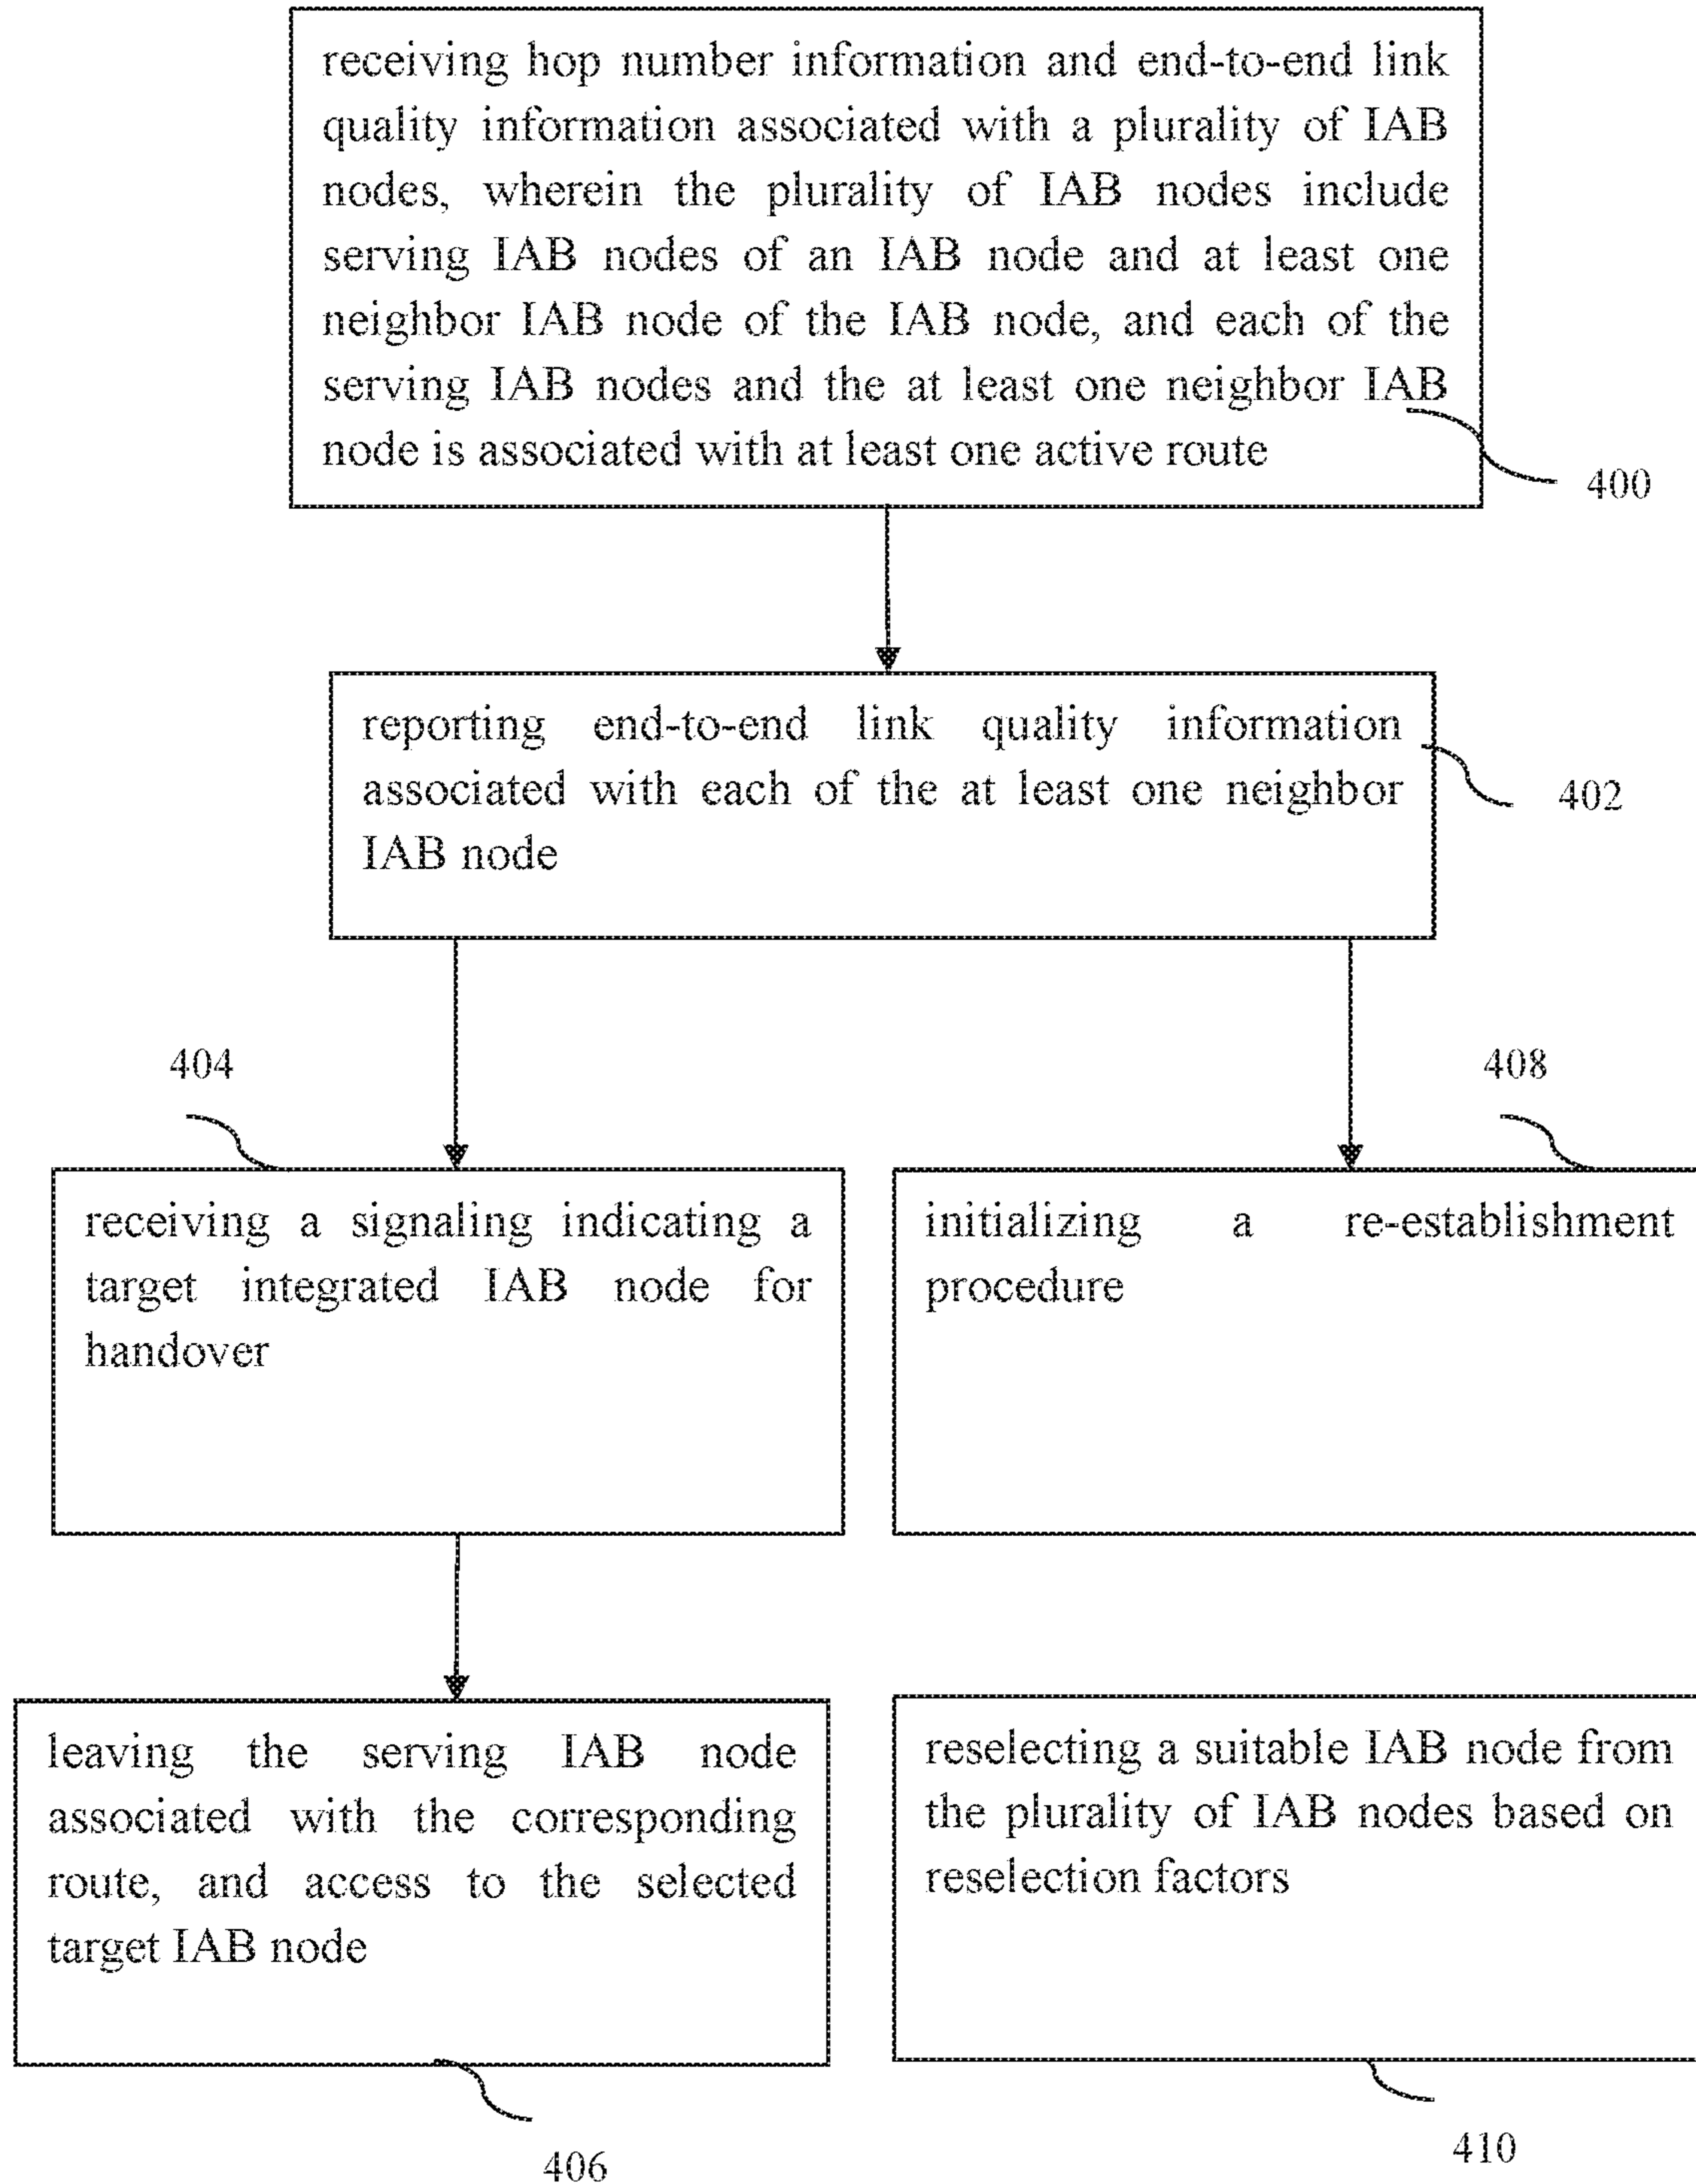 receiving hop number information and end-to-end link
quality information associated with a plurality of IAB
nodes, wherein the plurality of IAB nodes include
serving IAB nodes of an IAB node and at least one
neighbor IAB node of the IAB node, and each of the
serving IAB nodes and the at least one neighbor IAB
node is associated with at least one active route
400
reporting end-to-end link quality information
associated with each of the at least one neighbor
IAB node
402
404
receiving a signaling indicating a
target integrated IAB node for
handover
408
initializing a re-establishment
procedure
leaving the serving IAB node
associated with the corresponding
route, and access to the selected
target IAB node
406
reselecting a suitable IAB node from
the plurality of IAB nodes based on
reselection factors
410